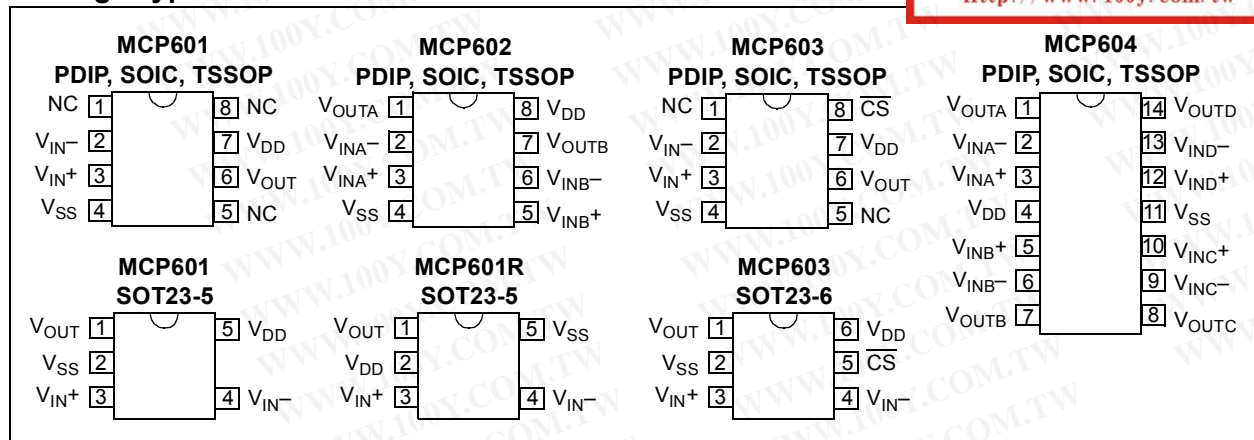 MCP601
PDIP, SOIC, TSSOP
NC 1 8 NC
VIN– 2 7 VDD
VIN+ 3 6 VOUT
VSS 4 5 NC
MCP602
PDIP, SOIC, TSSOP
VOUTA 1 8 VDD
VINA– 2 7 VOUTB
VINA+ 3 6 VINB–
VSS 4 5 VINB+
MCP603
PDIP, SOIC, TSSOP
NC 1 8 CS
VIN– 2 7 VDD
VIN+ 3 6 VOUT
VSS 4 5 NC
MCP604
PDIP, SOIC, TSSOP
VOUTA 1 14 VOUTD
VINA– 2 13 VIND–
VINA+ 3 12 VIND+
VDD 4 11 VSS
VINB+ 5 10 VINC+
VINB– 6 9 VINC–
VOUTB 7 8 VOUTC
MCP601
SOT23-5
VOUT 1 5 VDD
VSS 2
VIN+ 3 4 VIN–
MCP601R
SOT23-5
VOUT 1 5 VSS
VDD 2
VIN+ 3 4 VIN–
MCP603
SOT23-6
VOUT 1 6 VDD
VSS 2 5 CS
VIN+ 3 4 VIN–
WWW.100Y.COM.TW